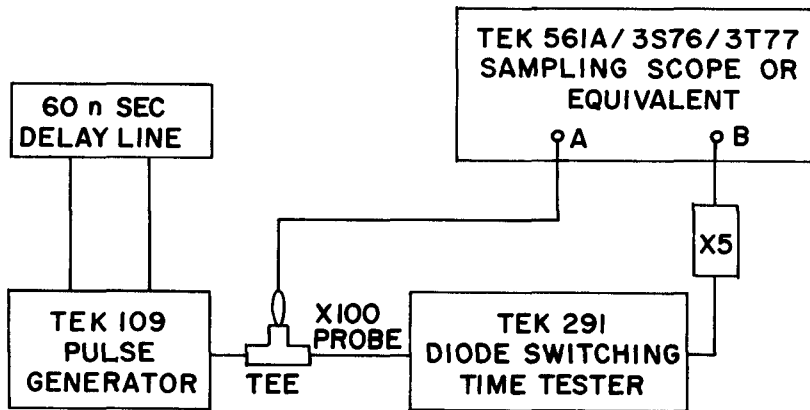 TEK 561A/3S76/3T77
SAMPLING SCOPE OR
EQUIVALENT
A
B
60 n SEC
DELAY LINE
X5
TEK 109
PULSE
GENERATOR
TEE
X100
PROBE
TEK 291
DIODE SWITCHING
TIME TESTER